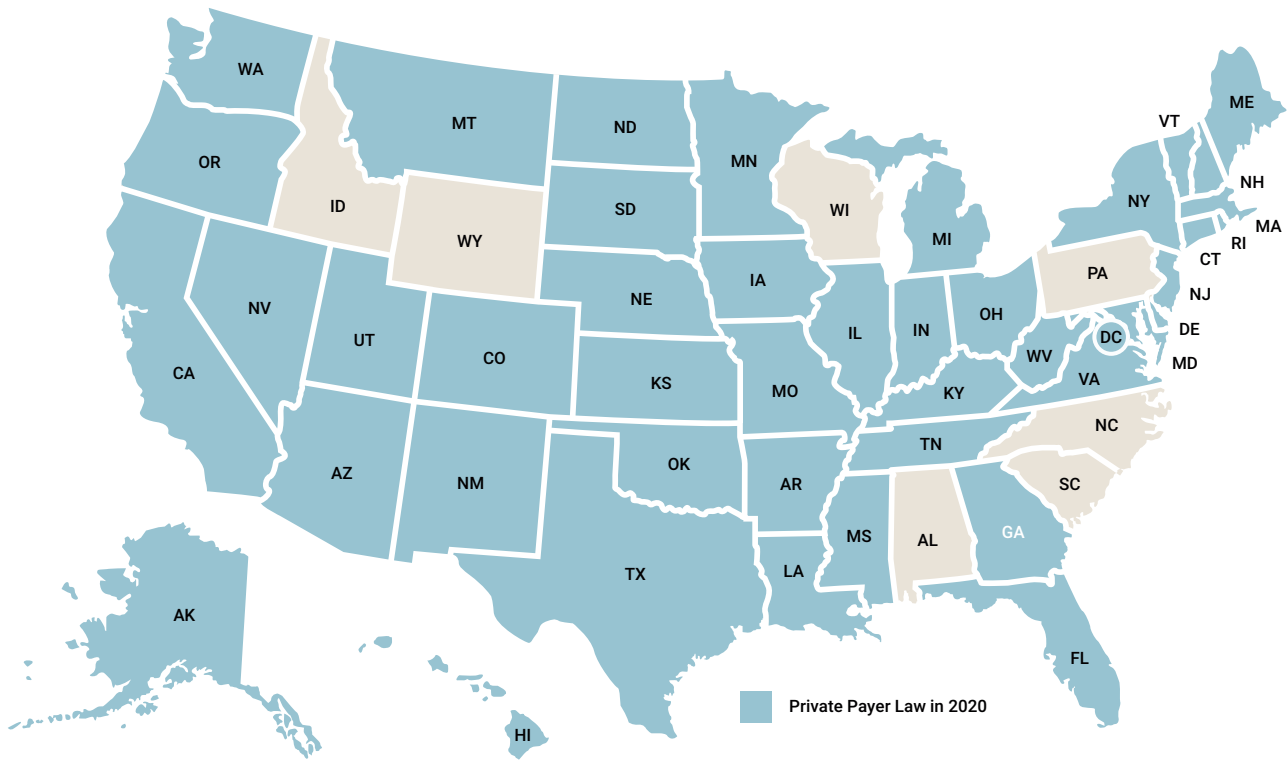 WA
MT
ND
MN
ME
VT
OR
ID
SD
WI
MI
NY
NH
MA
RI
CT
WY
IA
PA
NJ
NE
NV
UT
CO
IL
IN
OH
WV
DC
DE
MD
VA
CA
KS
MO
KY
NC
TN
AZ
NM
OK
AR
SC
MS
AL
GA
TX
LA
AK
FL
HI
Private Payer Law in 2020